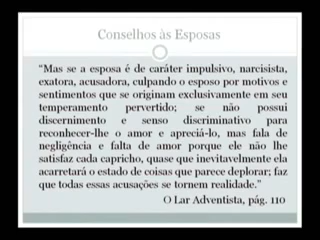 Conselhos às Esposas
"Mas se a esposa é de caráter impulsivo, narcisista,
exatora, acusadora, culpando o esposo por motivos e
sentimentos que se originam exclusivamente em seu
temperamento pervertido; se não possui
discernimento e senso discriminativo para
reconhecer-lhe o amor e apreciá-lo, mas fala de
negligência e falta de amor porque ele não lhe
satisfaz cada capricho, quase que inevitavelmente ela
acarretará o estado de coisas que parece deplorar; faz
que todas essas acusações se tornem realidade."
O Lar Adventista, pág. 110